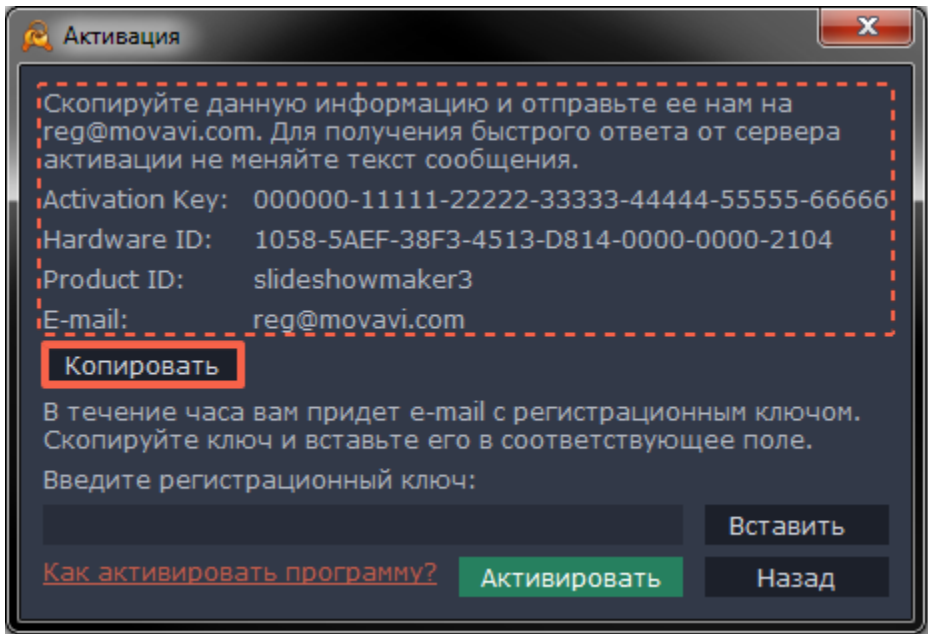 Активация
Скопируйте данную информацию и отправьте ее нам на
reg@movavi.com. Для получения быстрого ответа от сервера
активации не меняйте текст сообщения.
Activation Key: 000000-11111-22222-33333-44444-55555-66666
Hardware ID: 1058-5AEF-38F3-4513-D814-0000-0000-2104
Product ID: slideshowmaker3
E-mail: reg@movavi.com
Копировать
В течение часа вам придет e-mail с регистрационным ключом.
Скопируйте ключ и вставьте его в соответствующее поле.
Введите регистрационный ключ:
Вставить
Как активировать программу? Активировать Назад